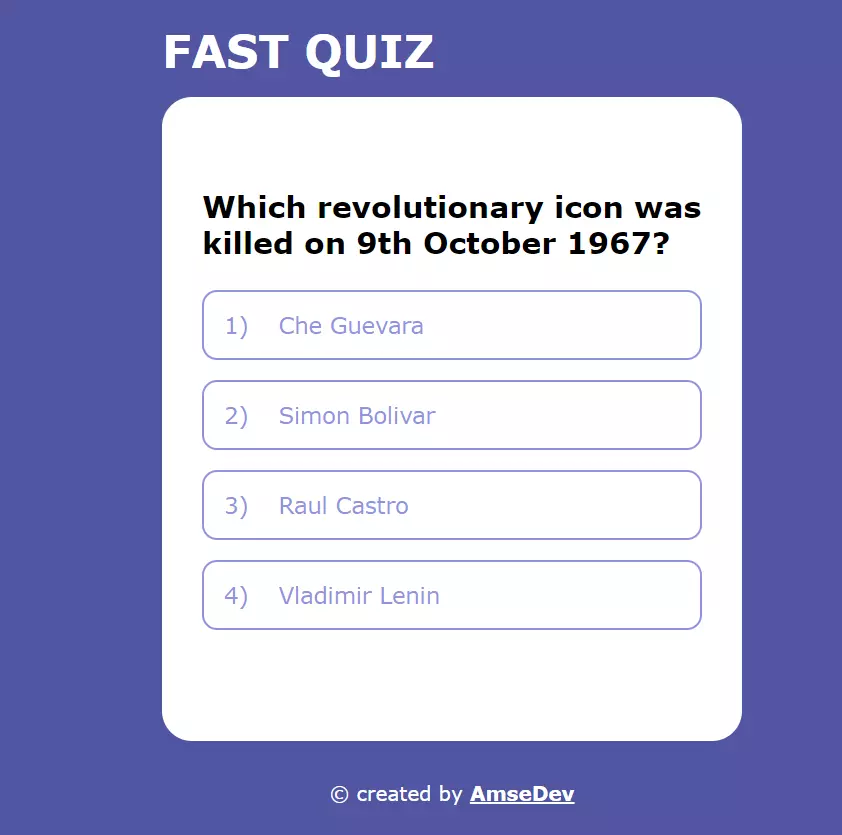 FAST QUIZ
Which revolutionary icon was
killed on 9th October 1967?
1) Che Guevara
2) Simon Bolivar
3) Raul Castro
4) Vladimir Lenin
© created by AmseDev